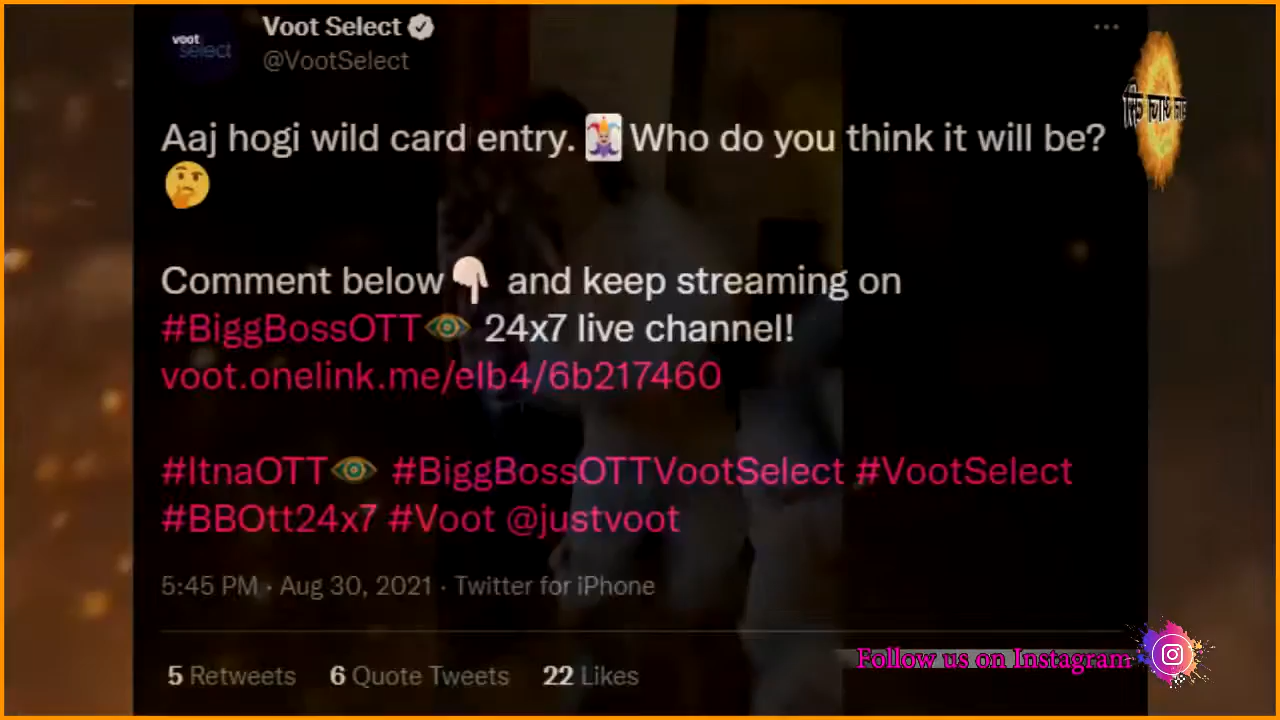 voot select
Voot Select
@VootSelect
Aaj hogi wild card entry. 🃏 Who do you think it will be?
🤔
Comment below 👇 and keep streaming on
#BiggBossOTT 24x7 live channel!
voot.onelink.me/elb4/6b217460
#ItnaOTT #BiggBossOTTVootSelect #VootSelect
#BBOtt24x7 #Voot @justvoot
5:45 PM · Aug 30, 2021 · Twitter for iPhone
5 Retweets 6 Quote Tweets 22 Likes
Follow us on Instagram